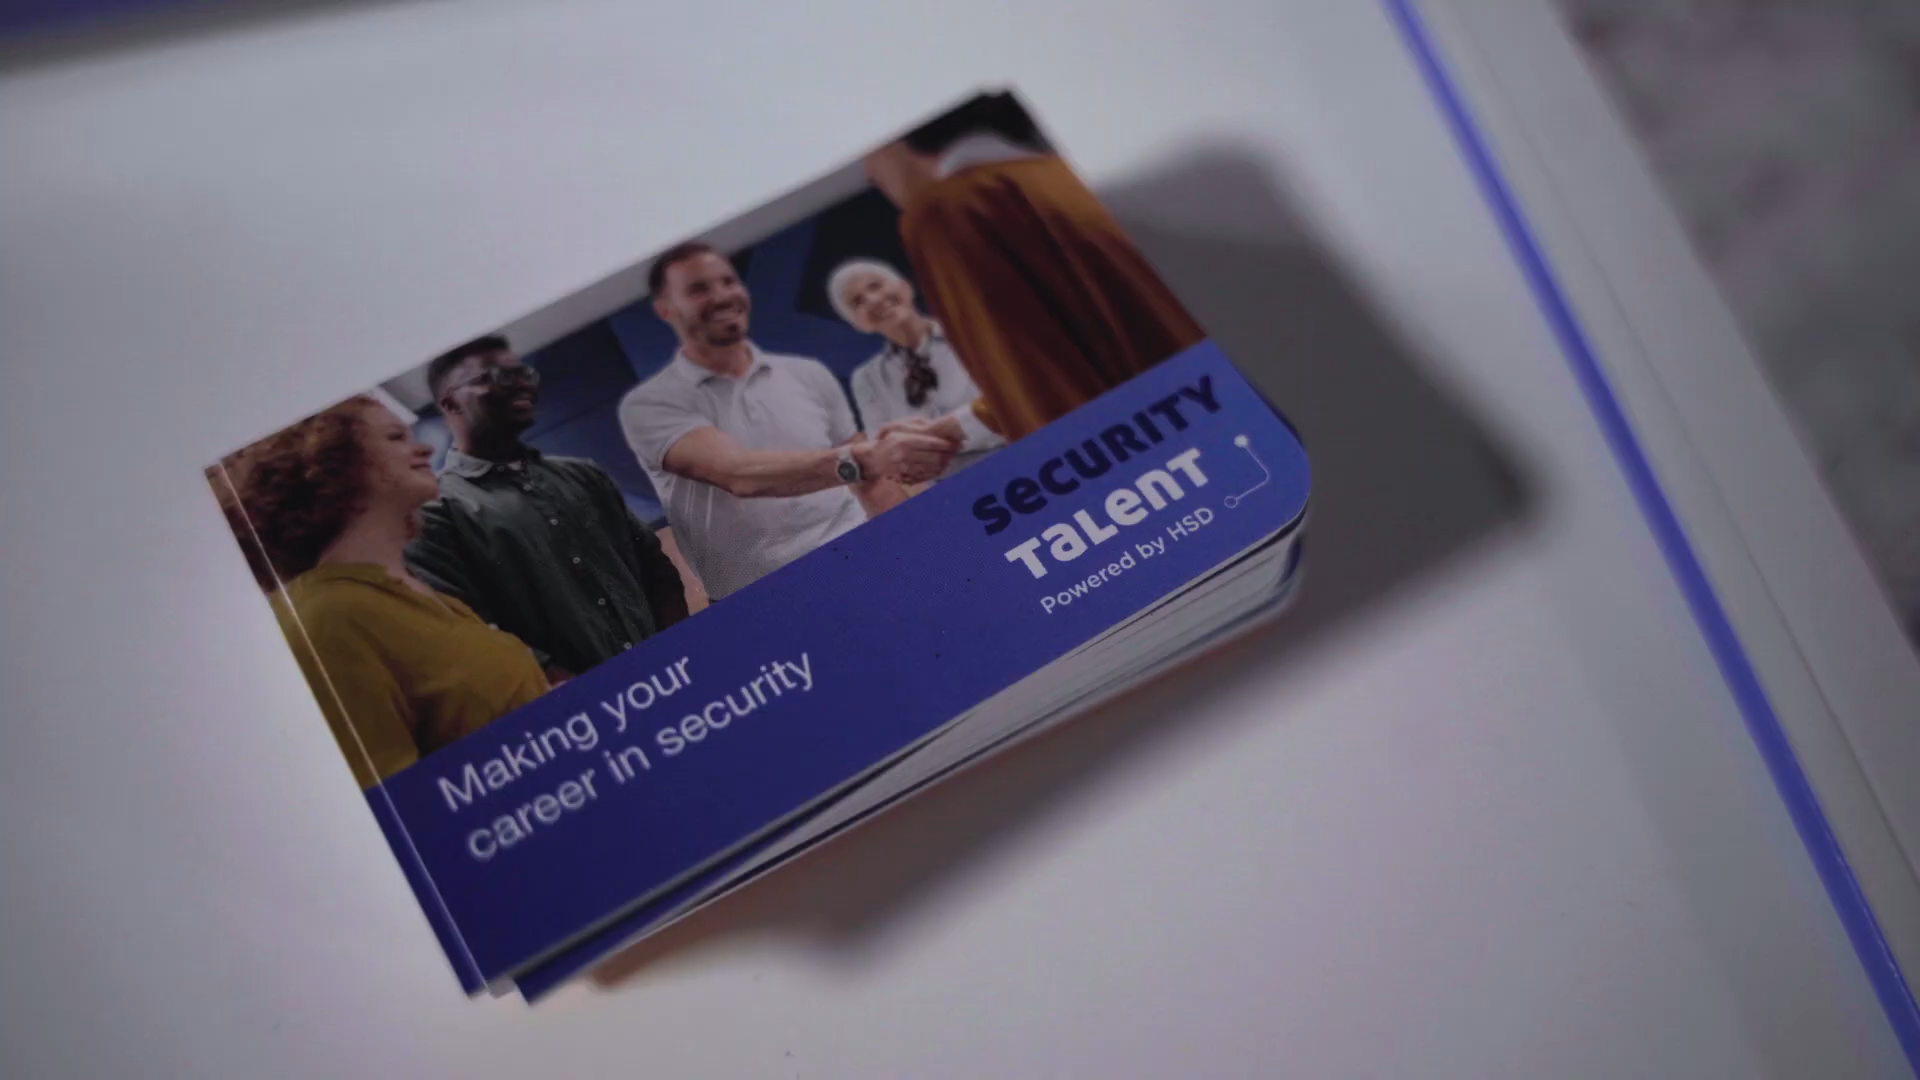 SECURITY
TALENT
Powered by HSD
Making your
career in security